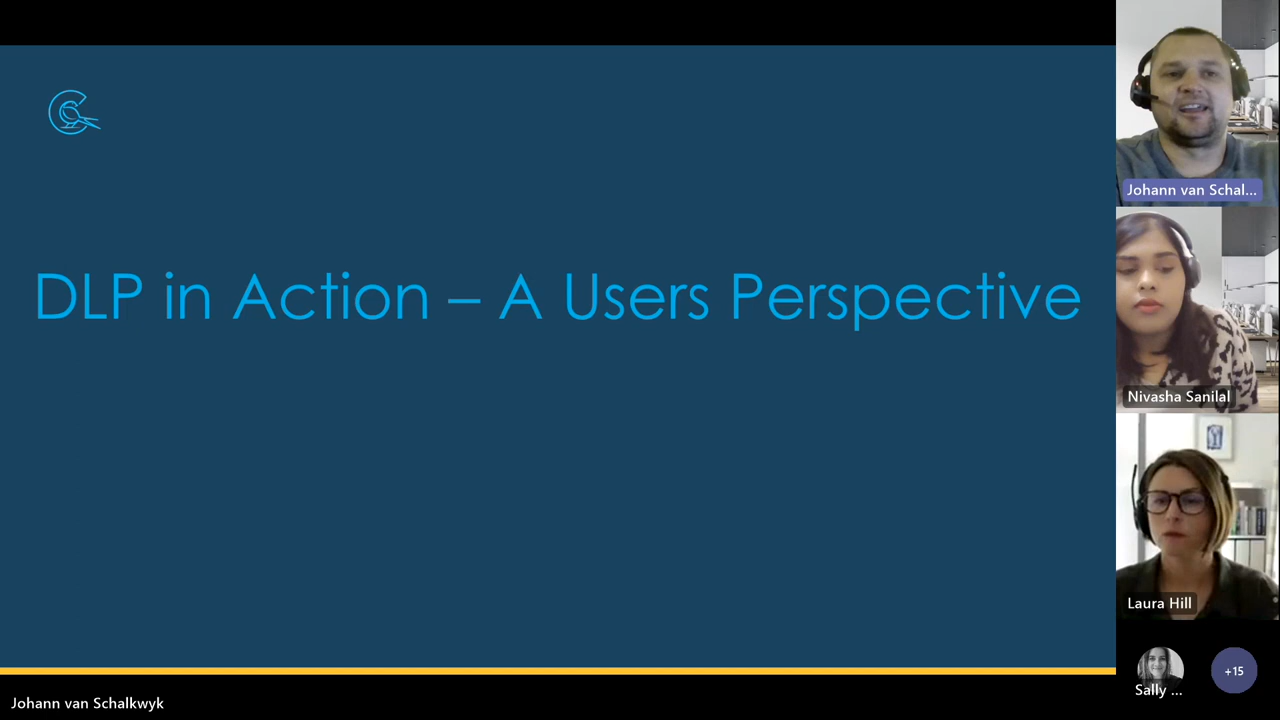 DLP in Action – A Users Perspective
Johann van Schal...
Nivasha Sanilal
Laura Hill
Sally ...
+15
Johann van Schalkwyk